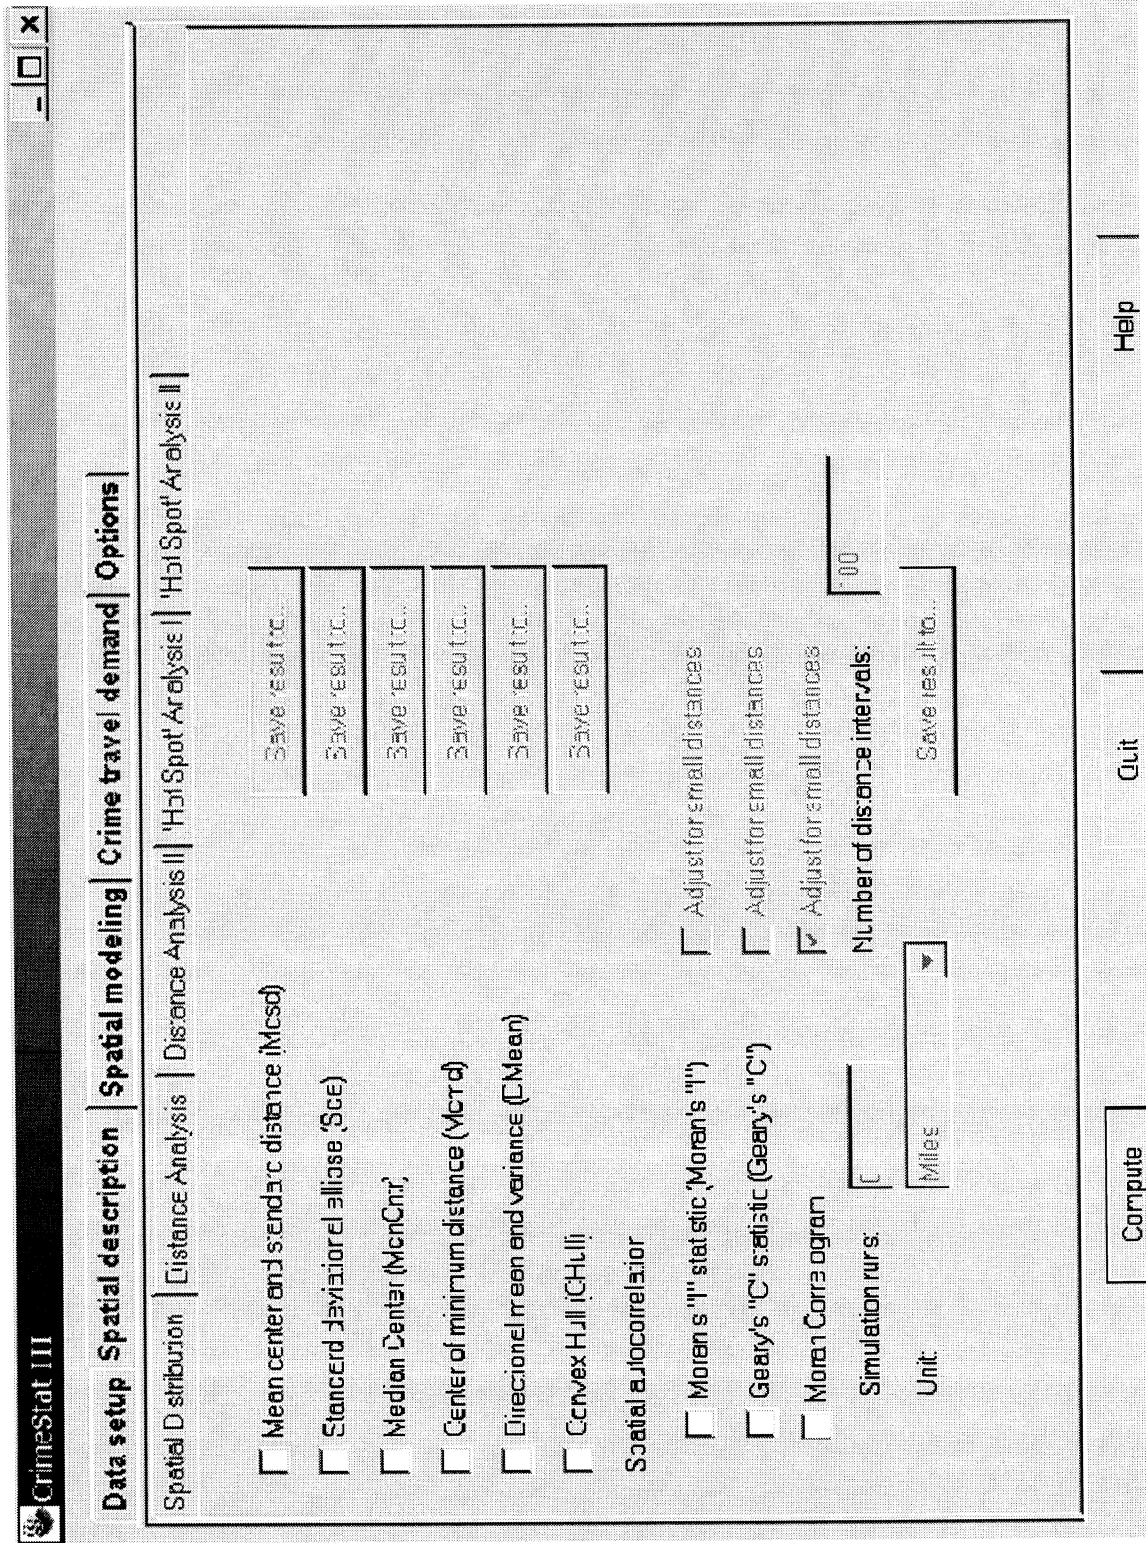 CrimeStat III
Data setup Spatial description Spatial modeling Crime travel demand Options
Spatial Distribution Distance Analysis I Distance Analysis II 'Hot Spot' Analysis I 'Hot Spot' Analysis II
Mean center and standard distance (Mcsd) Save result to...
Standard deviational ellipse (Sde) Save result to...
Median Center (MdnCntr) Save result to...
Center of minimum distance (Mcmd) Save result to...
Directional mean and variance (DMean) Save result to...
Convex Hull (CHull) Save result to...
Spatial autocorrelation
Moran's "I" statistic (Moran's "I") Adjust for small distances
Geary's "C" statistic (Geary's "C") Adjust for small distances
Moran Correlogram Adjust for small distances
Simulation runs: Number of distance intervals:
Unit: Miles Save result to...
Compute Quit Help